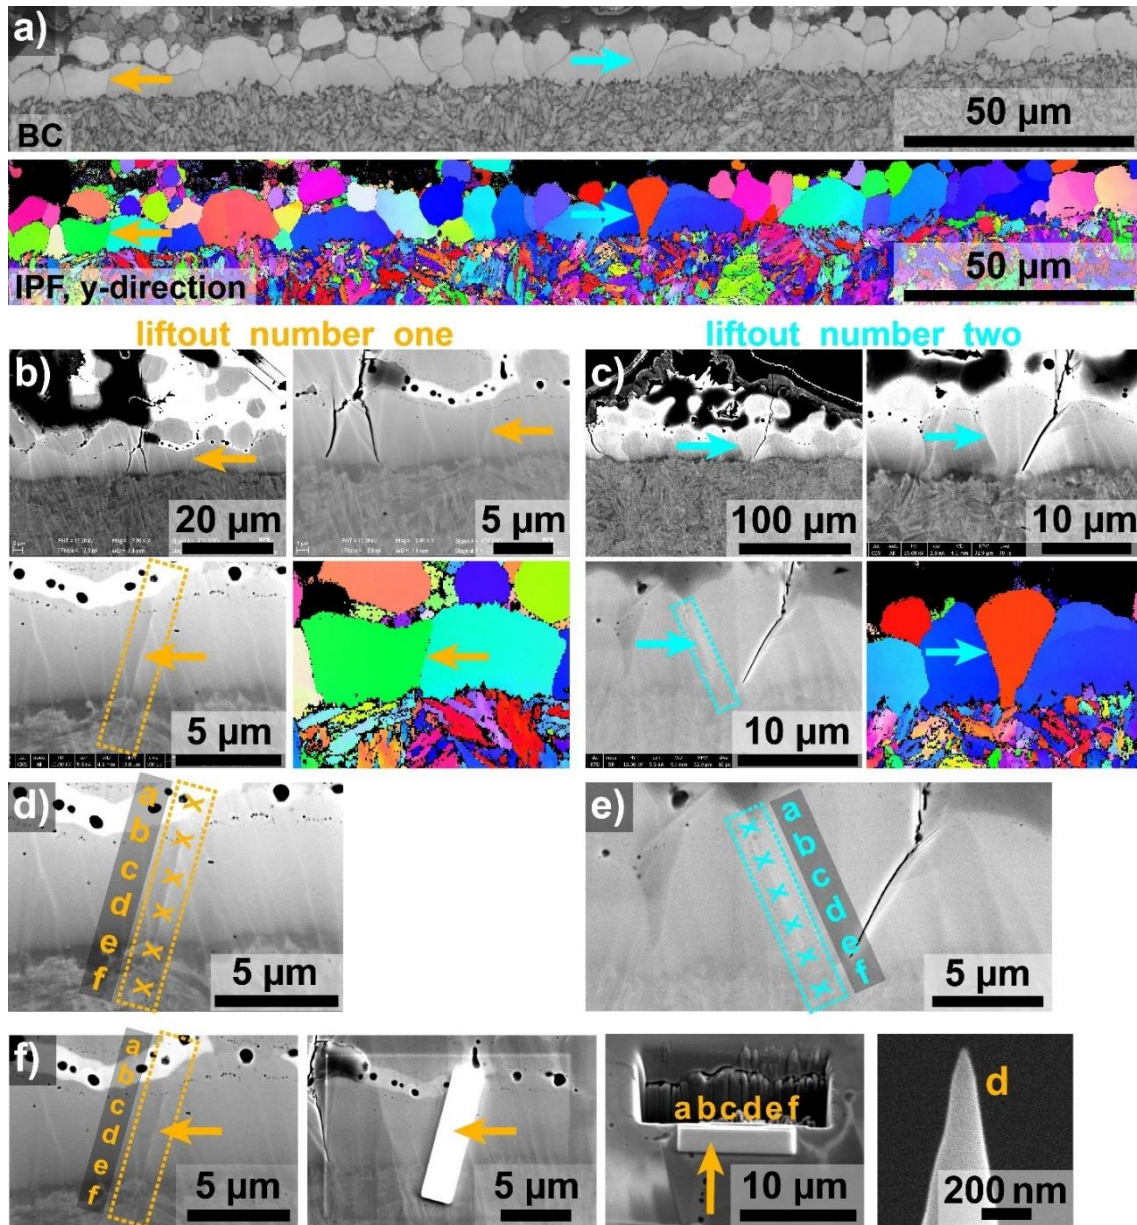 a)
BC
50 µm
IPF, y-direction
50 µm
liftout number one
liftout number two
b)
20 µm
5 µm
c)
100 µm
10 µm
5 µm
10 µm
d)
a
b
c
d
e
f
5 µm
e)
a
b
c
d
e
f
5 µm
f)
a
b
c
d
e
f
5 µm
5 µm
abcdef
10 µm
d
200 nm